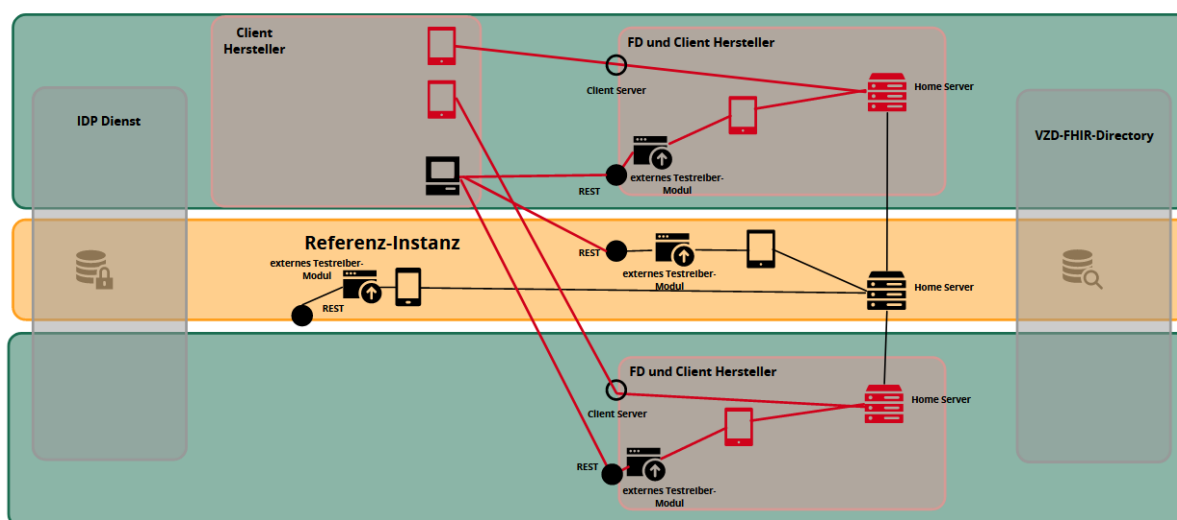 Client
Hersteller
FD und Client Hersteller
Client Server
Home Server
IDP Dienst
VZD-FHIR-Directory
REST
externes Testreiber-
Modul
Referenz-Instanz
externes Testreiber-
Modul
REST
REST
externes Testreiber-
Modul
Home Server
FD und Client Hersteller
Client Server
Home Server
REST
externes Testreiber-
Modul